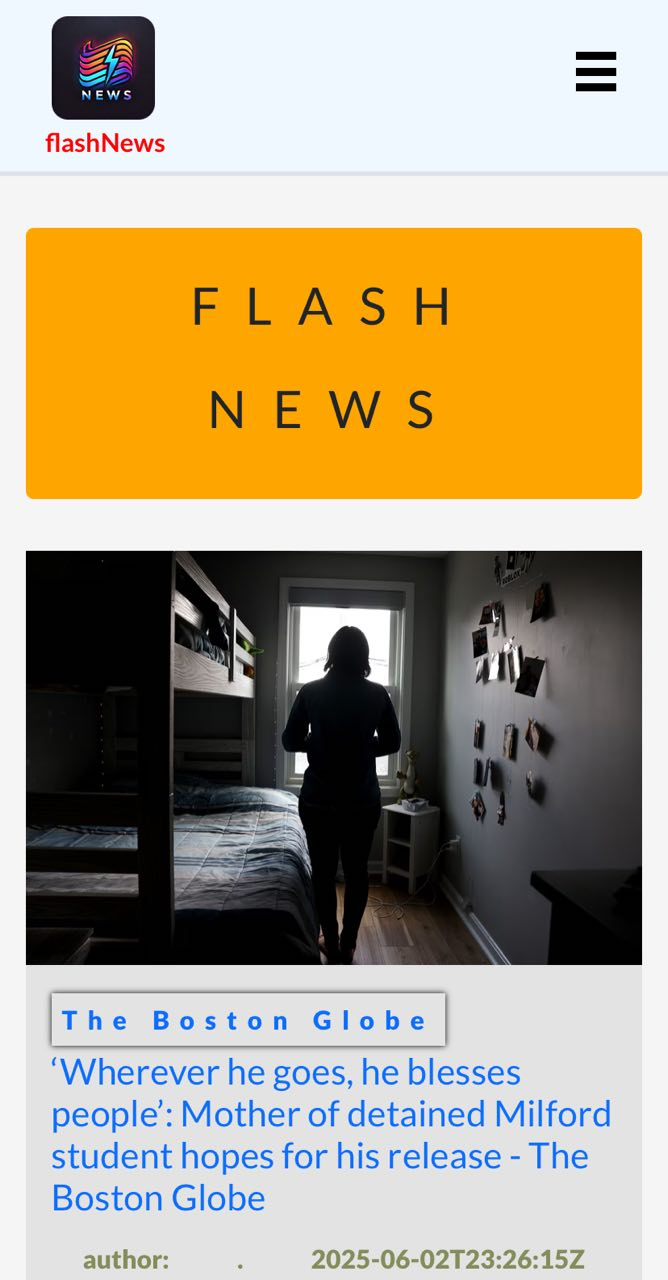 NEWS
flashNews
FLASH
NEWS
The Boston Globe
‘Wherever he goes, he blesses
people’: Mother of detained Milford
student hopes for his release - The
Boston Globe
author: . 2025-06-02T23:26:15Z